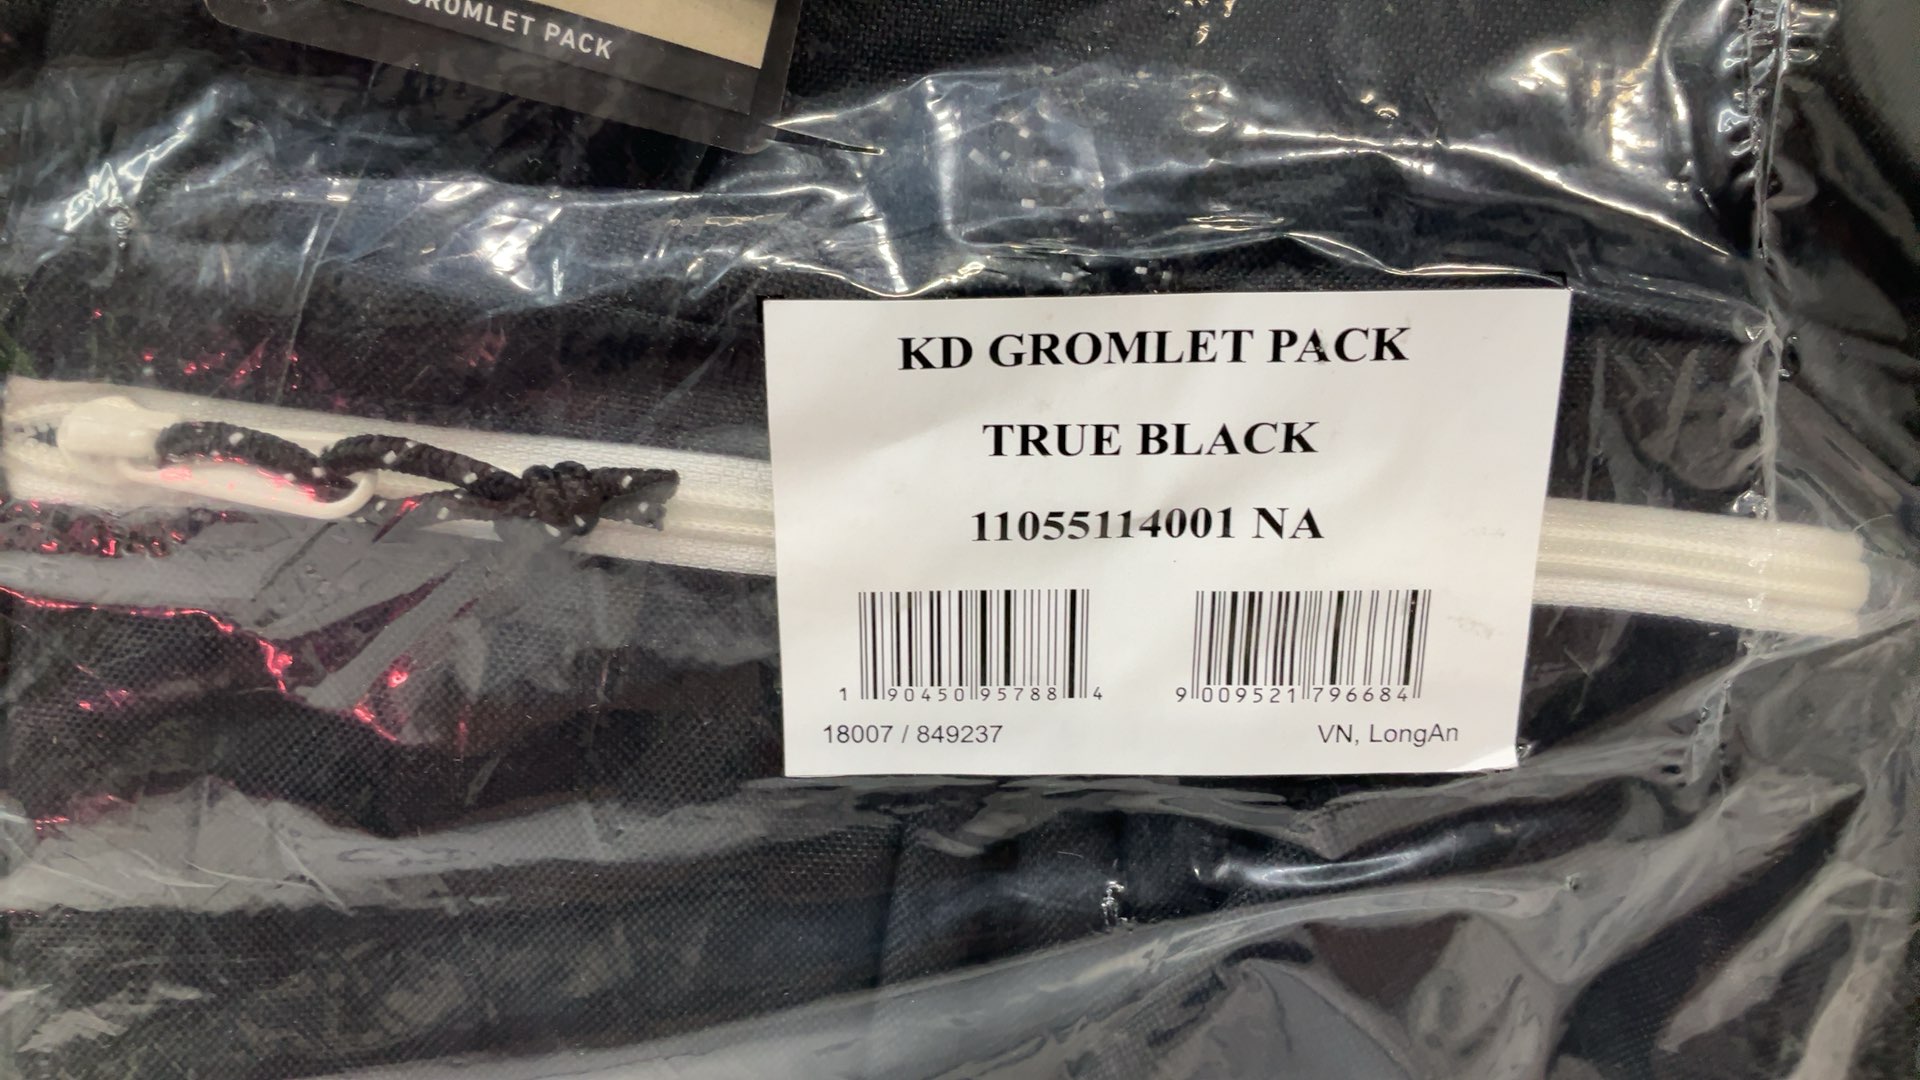 GROMLET PACK
KD GROMLET PACK
TRUE BLACK
11055114001 NA
1 90450 95788 4
9 009521 796684
18007 / 849237
VN, LongAn